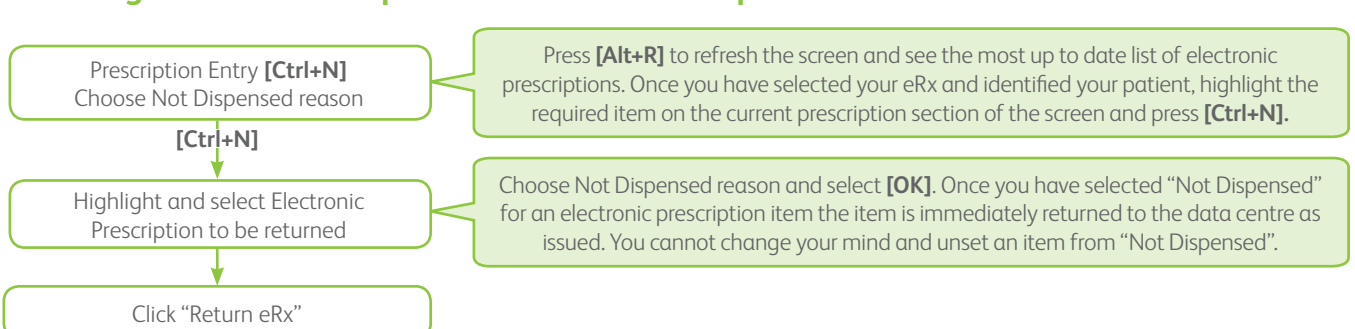 Prescription Entry [Ctrl+N]
Choose Not Dispensed reason
Press [Alt+R] to refresh the screen and see the most up to date list of electronic
prescriptions. Once you have selected your eRx and identified your patient, highlight the
required item on the current prescription section of the screen and press [Ctrl+N].
[Ctrl+N]
Highlight and select Electronic
Prescription to be returned
Choose Not Dispensed reason and select [OK]. Once you have selected “Not Dispensed”
for an electronic prescription item the item is immediately returned to the data centre as
issued. You cannot change your mind and unset an item from “Not Dispensed”.
Click “Return eRx”